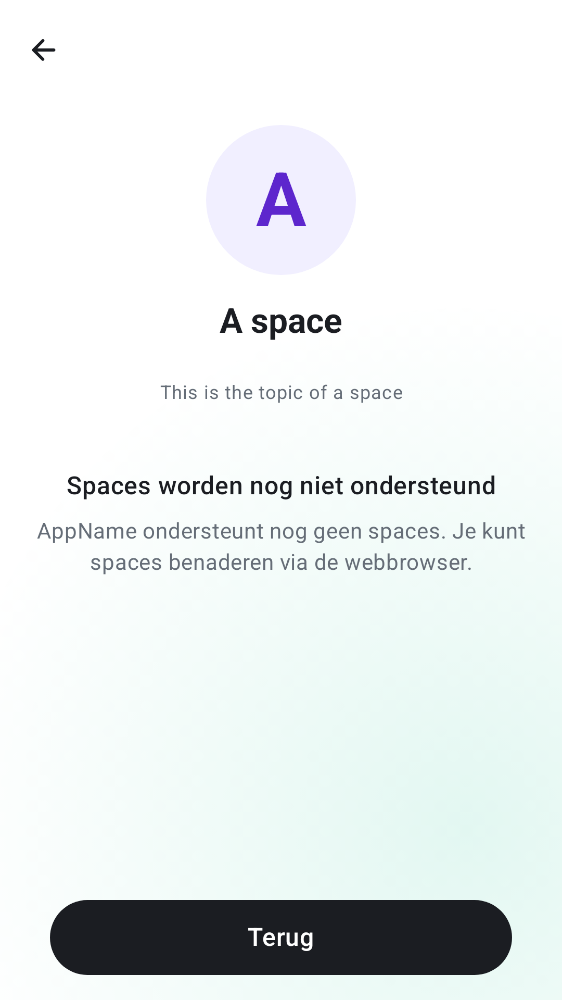 A
A space
This is the topic of a space
Spaces worden nog niet ondersteund
AppName ondersteunt nog geen spaces. Je kunt
spaces benaderen via de webbrowser.
Terug